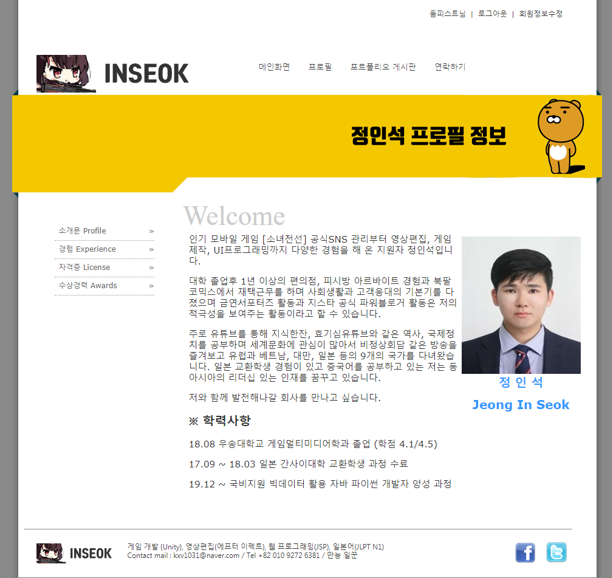 올피스트님 | 로그아웃 | 회원정보수정
INSEOK
메인화면 프로필 포트폴리오 게시판 연락하기
정인석 프로필 정보
Welcome
소개문 Profile »
경험 Experience »
자격증 License »
수상경력 Awards »
인기 모바일 게임 [소녀전선] 공식SNS 관리부터 영상편집, 게임
제작, UI프로그래밍까지 다양한 경험을 해 온 지원자 정인석입니
다.
대학 졸업후 1년 이상의 편의점, 피시방 아르바이트 경험과 북팔
코믹스에서 재택근무를 하며 사회생활과 고객응대의 기본기를 다
졌으며 금연서포터즈 활동과 지스타 공식 파워블로거 활동은 저의
적극성을 보여주는 활동이라고 할 수 있습니다.
주로 유튜브를 통해 지식한잔, 효기심유튜브와 같은 역사, 국제정
치를 공부하며 세계문화에 관심이 많아서 비정상회담 같은 방송을
즐겨보고 유럽과 베트남, 대만, 일본 등의 9개의 국가를 다녀왔습
니다. 일본 교환학생 경험이 있고 중국어를 공부하고 있는 저는 동
아시아의 리더십 있는 인재를 꿈꾸고 있습니다.
저와 함께 발전해나갈 회사를 만나고 싶습니다.
정 인 석
Jeong In Seok
※ 학력사항
18.08 우송대학교 게임멀티미디어학과 졸업 (학점 4.1/4.5)
17.09 ~ 18.03 일본 간사이대학 교환학생 과정 수료
19.12 ~ 국비지원 빅데이터 활용 자바 파이썬 개발자 양성 과정
INSEOK
게임 개발 (Unity), 영상편집(에프터 이펙트), 웹 프로그래밍(JSP), 일본어(JLPT N1)
Contact mail : kxv1031@naver.com / Tel +82 010 9272 6381 / 만능 일꾼